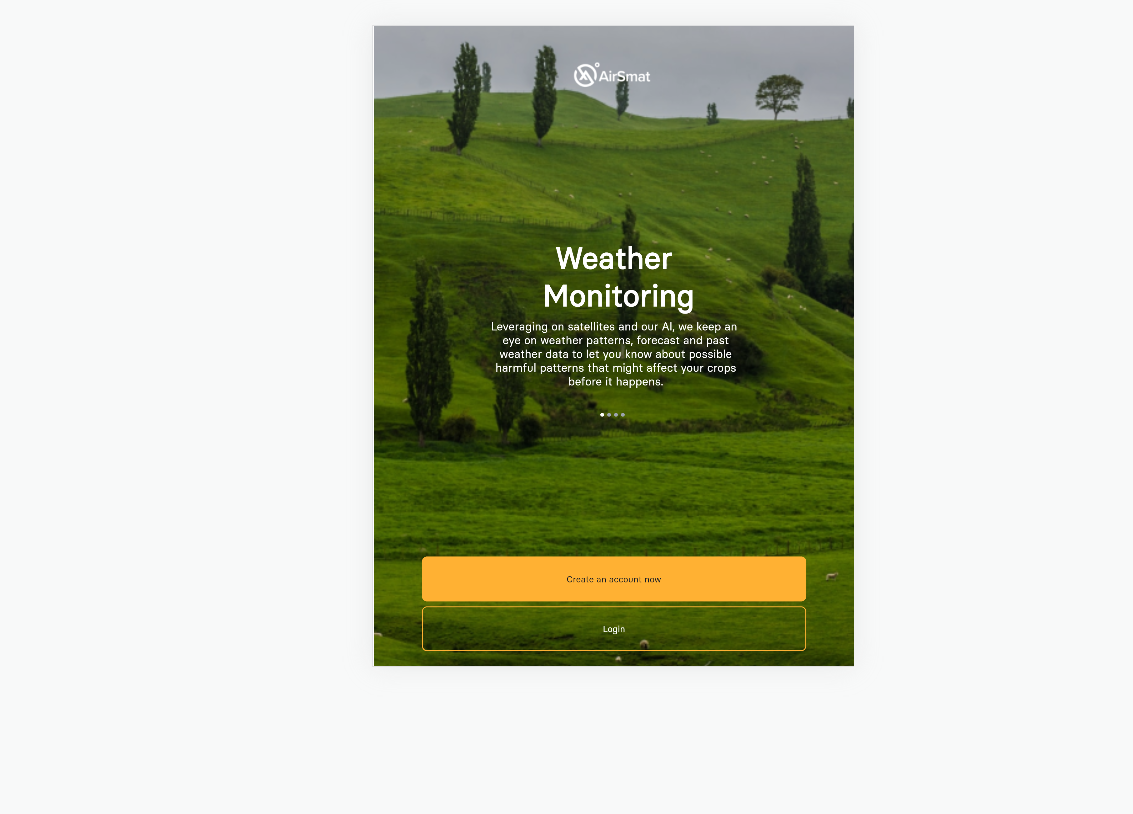 AirSmat
Weather
Monitoring
Leveraging on satellites and our AI, we keep an
eye on weather patterns, forecast and past
weather data to let you know about possible
harmful patterns that might affect your crops
before it happens.
Create an account now
Login